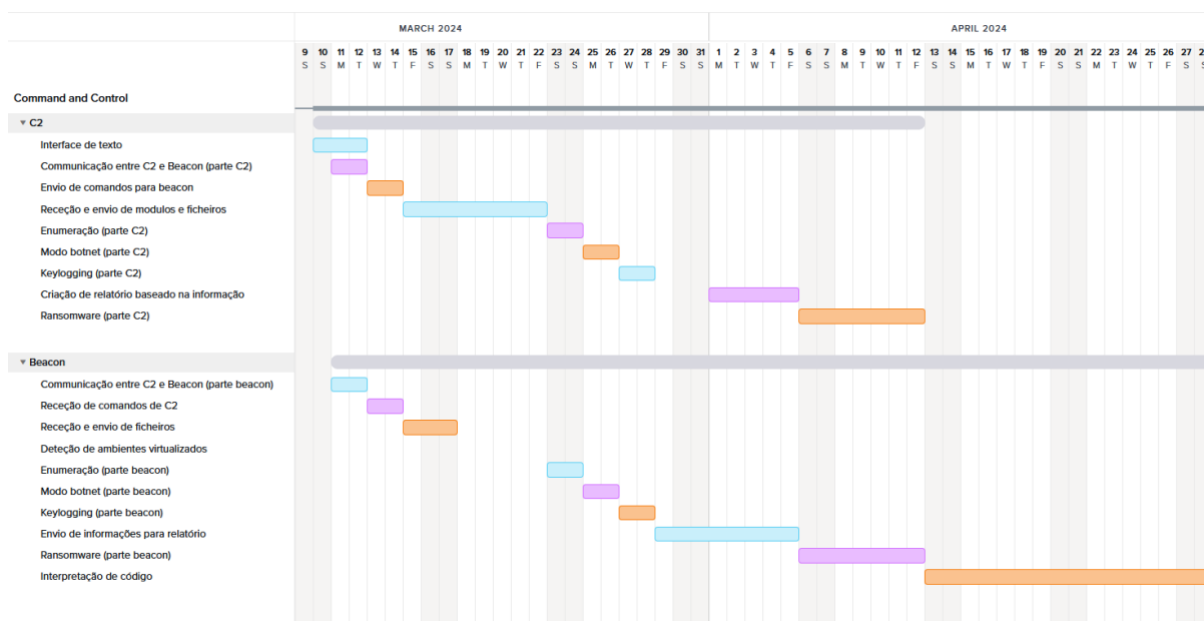 MARCH 2024 APRIL 2024
9 10 11 12 13 14 15 16 17 18 19 20 21 22 23 24 25 26 27 28 29 30 31 1 2 3 4 5 6 7 8 9 10 11 12 13 14 15 16 17 18 19 20 21 22 23 24 25 26 27
S S M T W T F S S M T W T F S S M T W T F S S M T W T F S S M T W T F S S M T W T F S S M T W T F S
Command and Control
C2
Interface de texto
Communicação entre C2 e Beacon (parte C2)
Envio de comandos para beacon
Receção e envio de modulos e ficheiros
Enumeração (parte C2)
Modo botnet (parte C2)
Keylogging (parte C2)
Criação de relatório baseado na informação
Ransomware (parte C2)
Beacon
Communicação entre C2 e Beacon (parte beacon)
Receção de comandos de C2
Receção e envio de ficheiros
Deteção de ambientes virtualizados
Enumeração (parte beacon)
Modo botnet (parte beacon)
Keylogging (parte beacon)
Envio de informações para relatório
Ransomware (parte beacon)
Interpretação de código